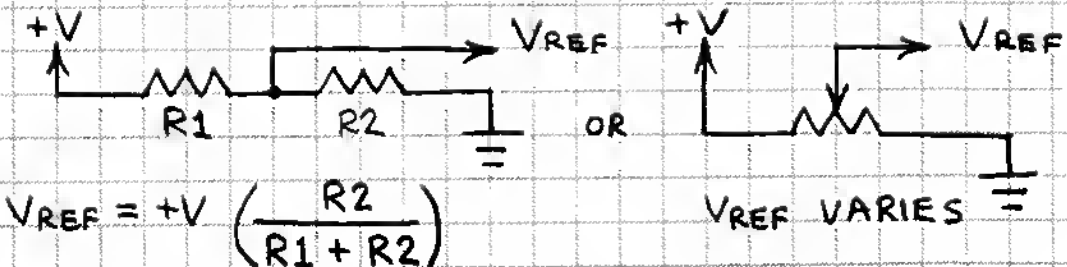 +V
VREF
R1
R2
OR
+V
VREF
VREF = +V (R2 / (R1 + R2))
VREF VARIES